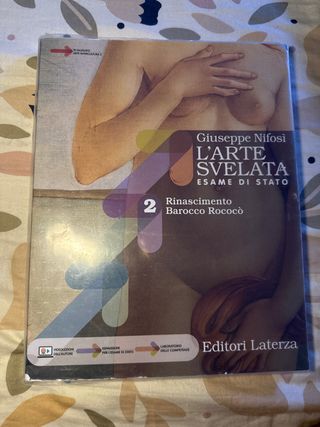 Giuseppe Nifosì
L'ARTE
SVELATA
ESAME DI STATO
2 Rinascimento
Barocco Rococò
Editori Laterza